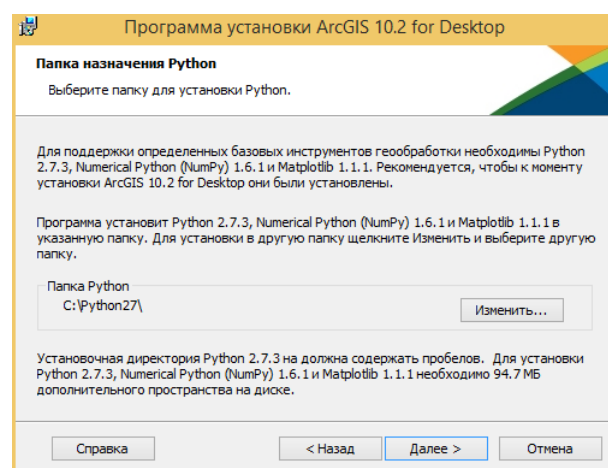 Программа установки ArcGIS 10.2 for Desktop
Папка назначения Python
Выберите папку для установки Python.
Для поддержки определенных базовых инструментов геообработки необходимы Python
2.7.3, Numerical Python (NumPy) 1.6.1 и Matplotlib 1.1.1. Рекомендуется, чтобы к моменту
установки ArcGIS 10.2 for Desktop они были установлены.
Программа установит Python 2.7.3, Numerical Python (NumPy) 1.6.1 и Matplotlib 1.1.1 в
указанную папку. Для установки в другую папку щелкните Изменить и выберите другую
папку.
Папка Python
C:\Python27\
Изменить...
Установочная директория Python 2.7.3 на должна содержать пробелов. Для установки
Python 2.7.3, Numerical Python (NumPy) 1.6.1 и Matplotlib 1.1.1 необходимо 94.7 МБ
дополнительного пространства на диске.
Справка
< Назад
Далее >
Отмена